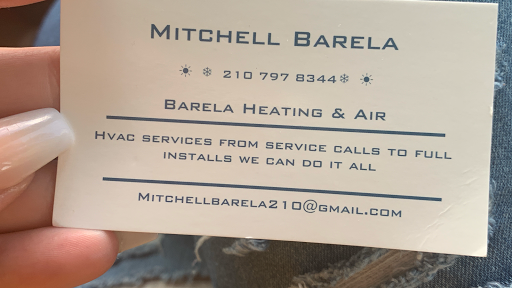 Mitchell Barela
☀ ❄ 210 797 8344 ❄ ☀
Barela Heating & Air
Hvac services from service calls to full
installs we can do it all
Mitchellbarela210@gmail.com